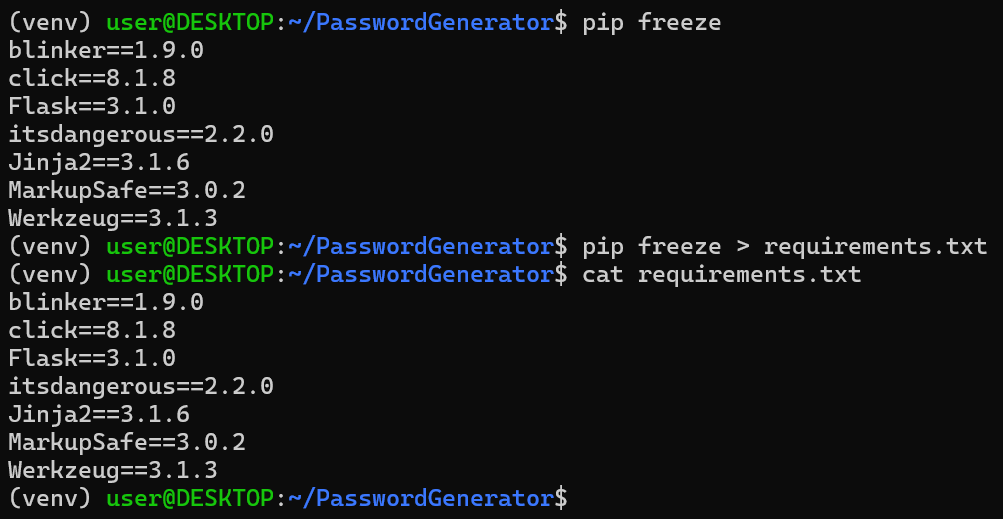 (venv) user@DESKTOP:~/PasswordGenerator$ pip freeze
blinker==1.9.0
click==8.1.8
Flask==3.1.0
itsdangerous==2.2.0
Jinja2==3.1.6
MarkupSafe==3.0.2
Werkzeug==3.1.3
(venv) user@DESKTOP:~/PasswordGenerator$ pip freeze > requirements.txt
(venv) user@DESKTOP:~/PasswordGenerator$ cat requirements.txt
blinker==1.9.0
click==8.1.8
Flask==3.1.0
itsdangerous==2.2.0
Jinja2==3.1.6
MarkupSafe==3.0.2
Werkzeug==3.1.3
(venv) user@DESKTOP:~/PasswordGenerator$